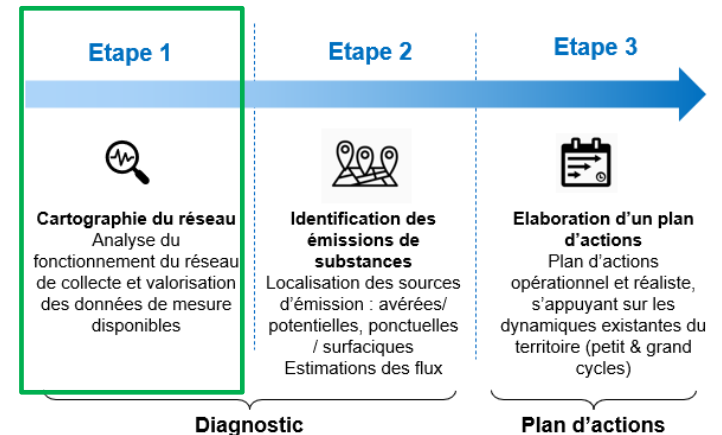 Etape 1
Etape 2
Etape 3
Cartographie du réseau
Analyse du
fonctionnement du réseau
de collecte et valorisation
des données de mesure
disponibles
Identification des
émissions de
substances
Localisation des sources
d'émission : avérées/
potentielles, ponctuelles
/ surfaciques
Estimations des flux
Elaboration d'un plan
d'actions
Plan d'actions
opérationnel et réaliste,
s'appuyant sur les
dynamiques existantes du
territoire (petit & grand
cycles)
Diagnostic
Plan d'actions